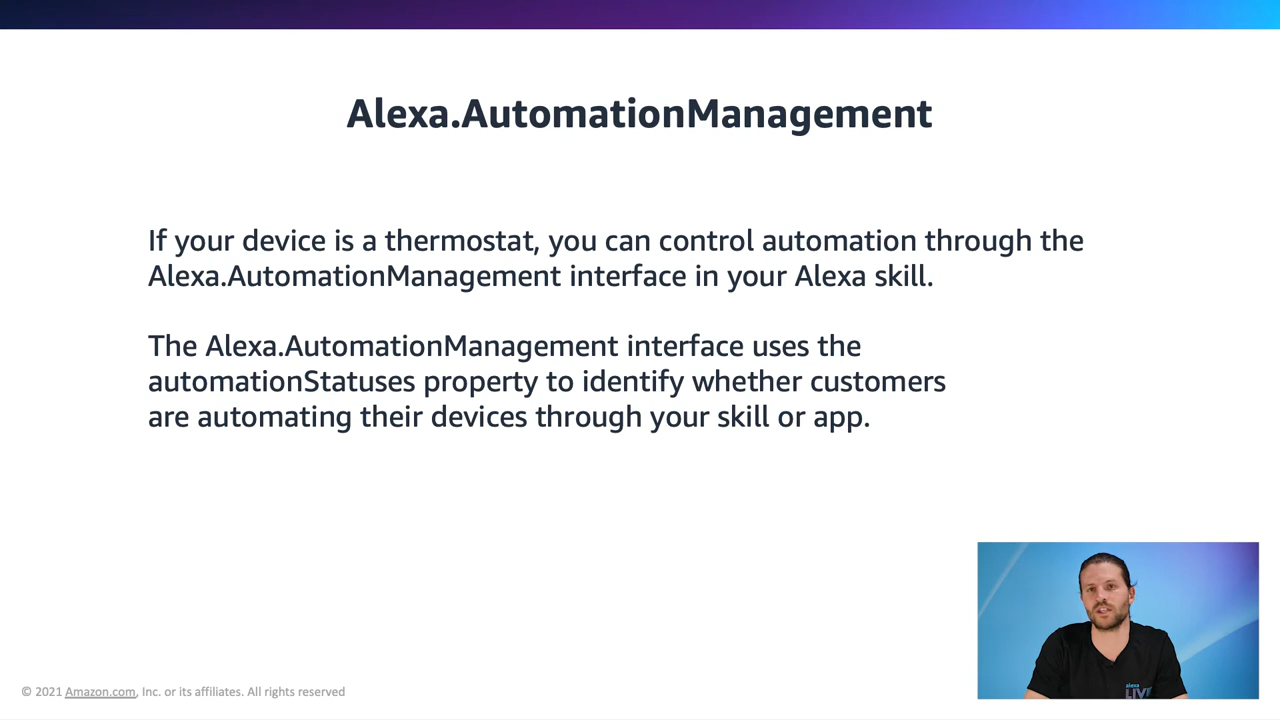 Alexa.AutomationManagement
If your device is a thermostat, you can control automation through the
Alexa.AutomationManagement interface in your Alexa skill.
The Alexa.AutomationManagement interface uses the
automationStatuses property to identify whether customers
are automating their devices through your skill or app.
alexa
LIVE
© 2021 Amazon.com, Inc. or its affiliates. All rights reserved